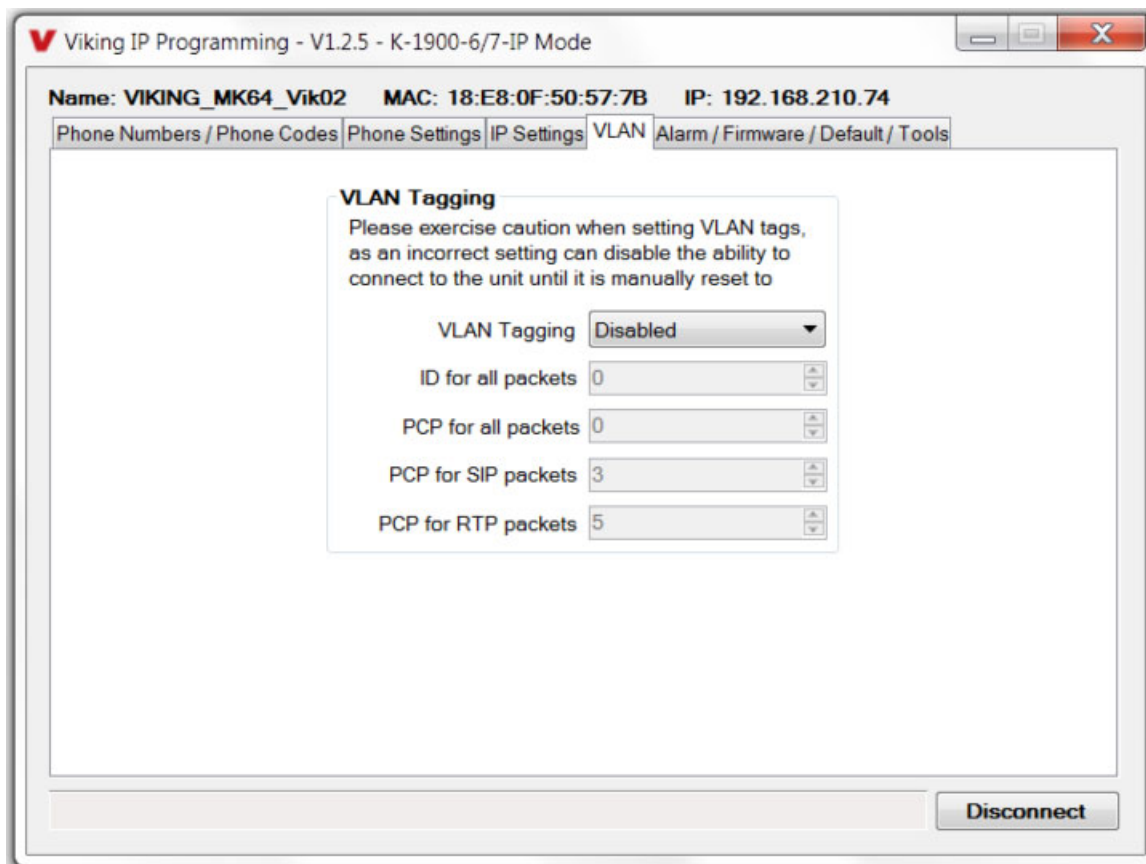 Viking IP Programming - V1.2.5 - K-1900-6/7-IP Mode
Name: VIKING_MK64_Vik02 MAC: 18:E8:0F:50:57:7B IP: 192.168.210.74
Phone Numbers / Phone Codes Phone Settings IP Settings VLAN Alarm / Firmware / Default / Tools
VLAN Tagging
Please exercise caution when setting VLAN tags,
as an incorrect setting can disable the ability to
connect to the unit until it is manually reset to
VLAN Tagging Disabled
ID for all packets 0
PCP for all packets 0
PCP for SIP packets 3
PCP for RTP packets 5
Disconnect